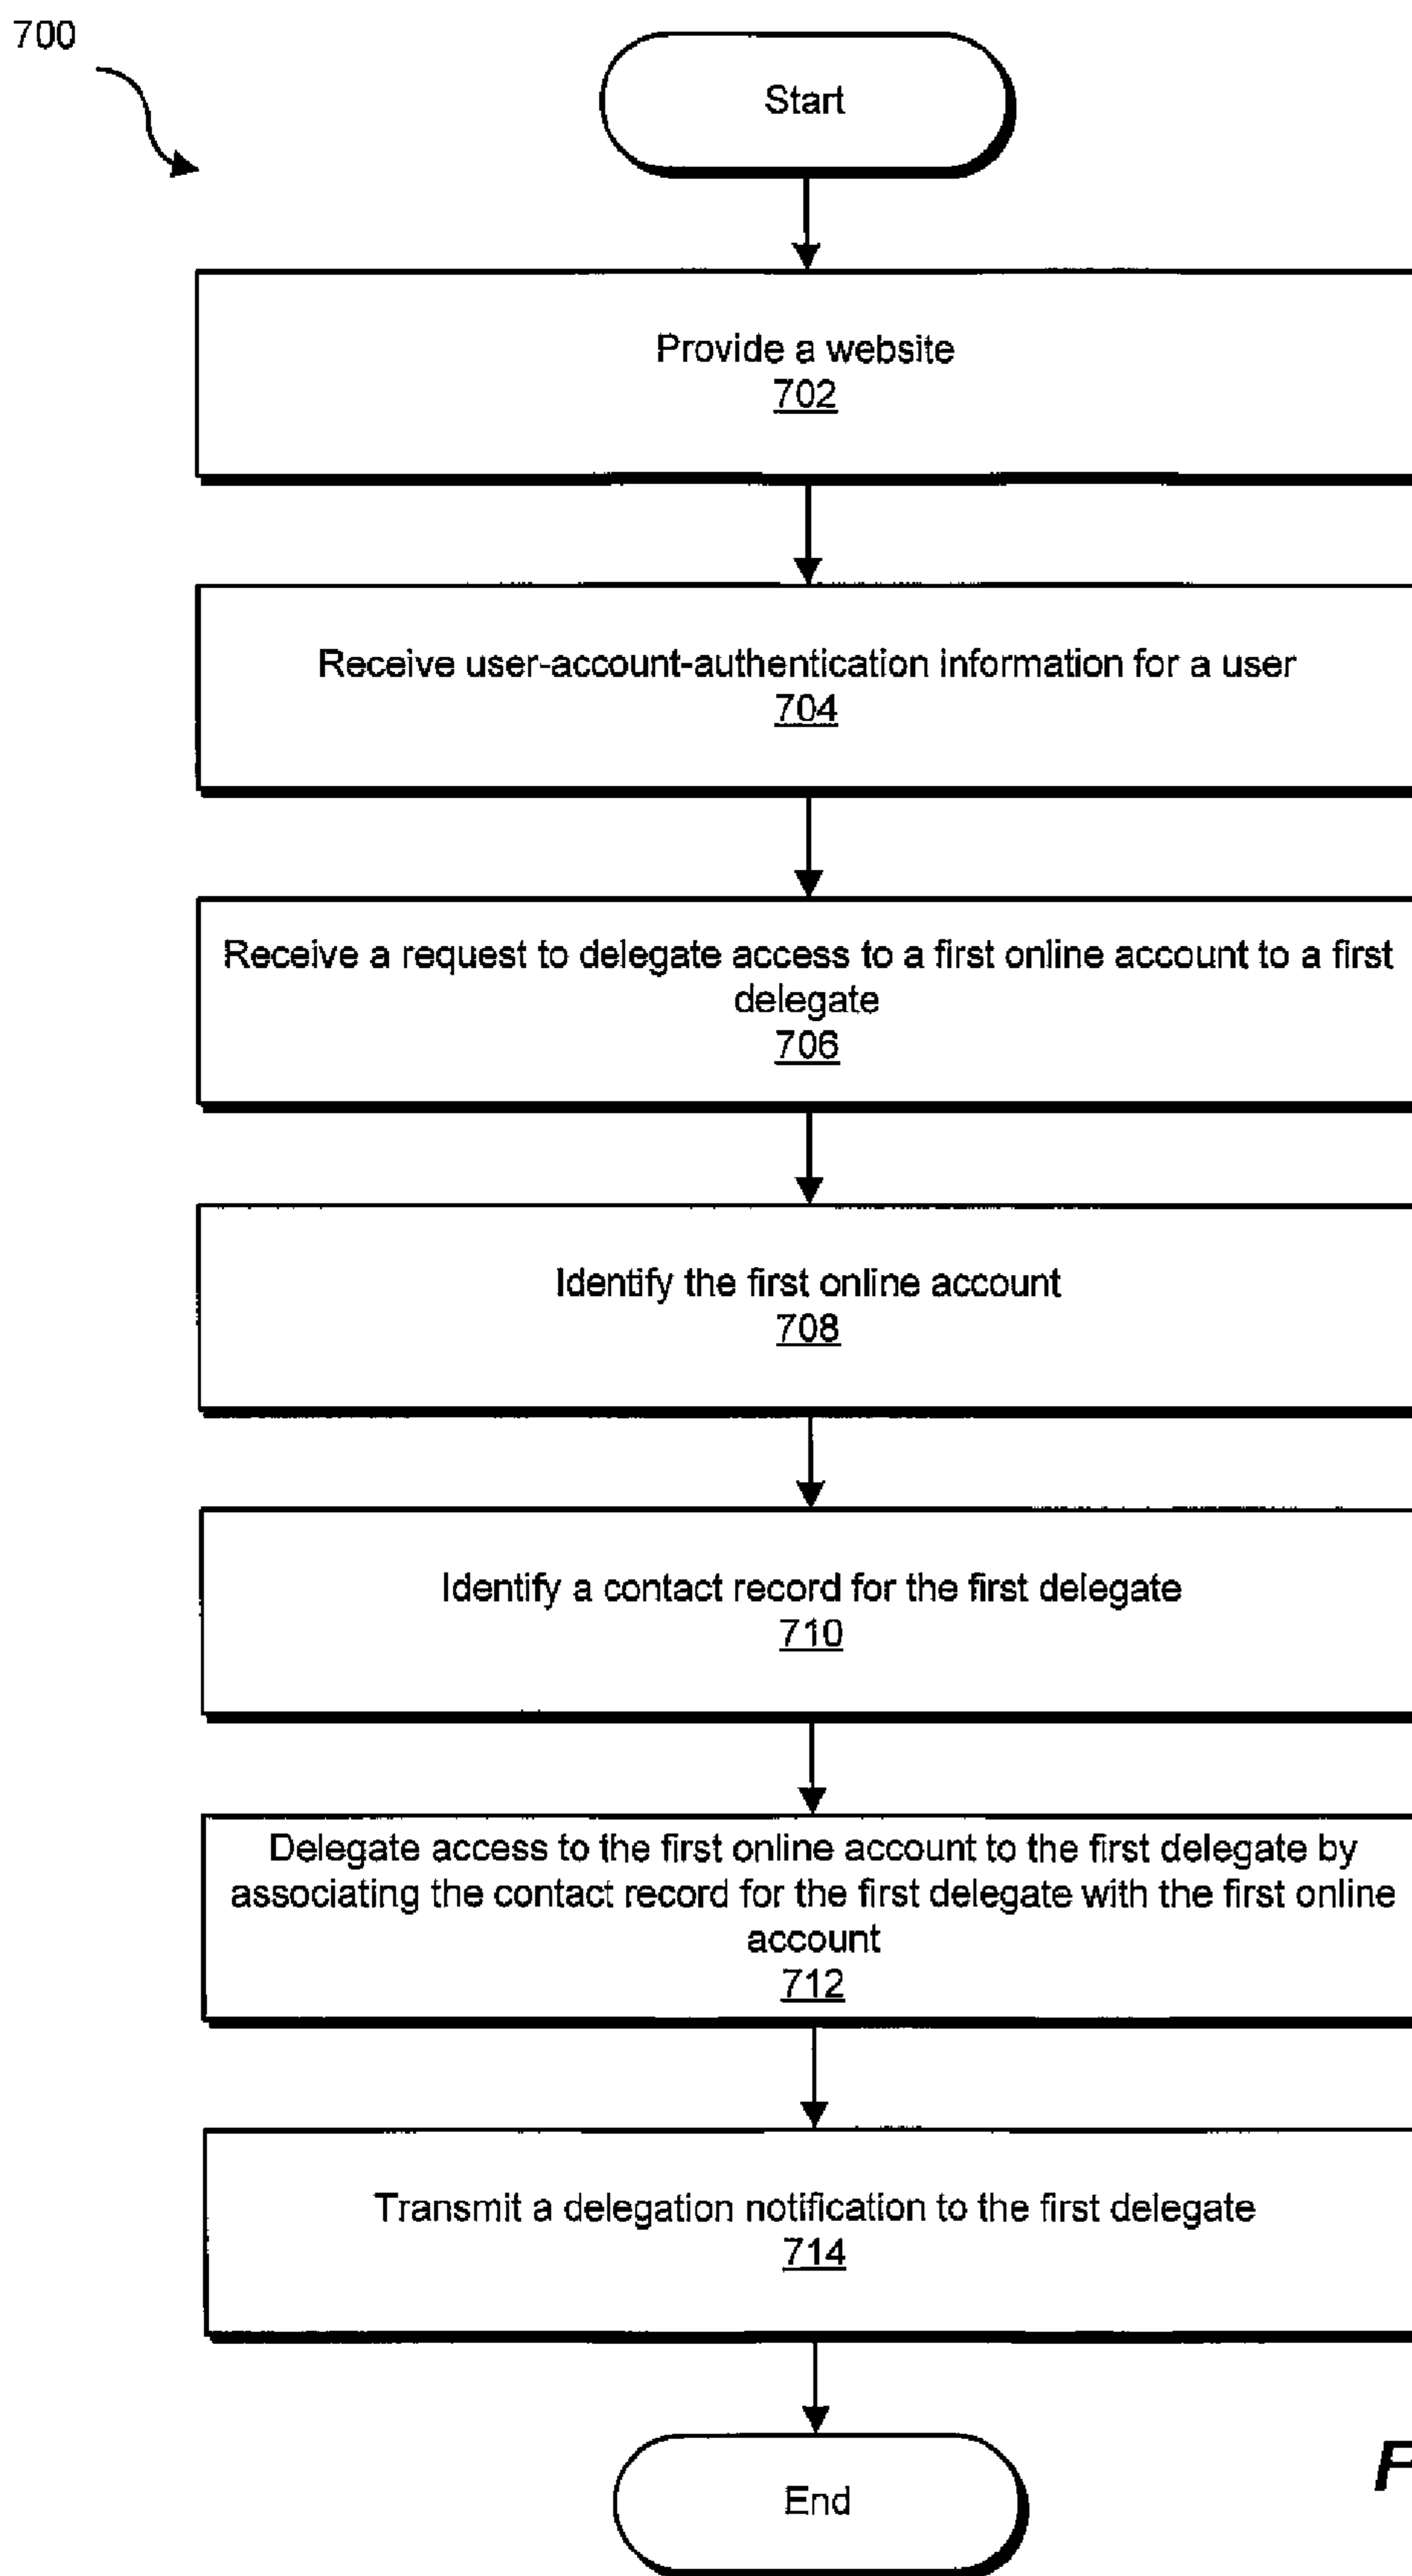 700
Start
Provide a website
702
Receive user-account-authentication information for a user
704
Receive a request to delegate access to a first online account to a first
delegate
706
Identify the first online account
708
Identify a contact record for the first delegate
710
Delegate access to the first online account to the first delegate by
associating the contact record for the first delegate with the first online
account
712
Transmit a delegation notification to the first delegate
714
End